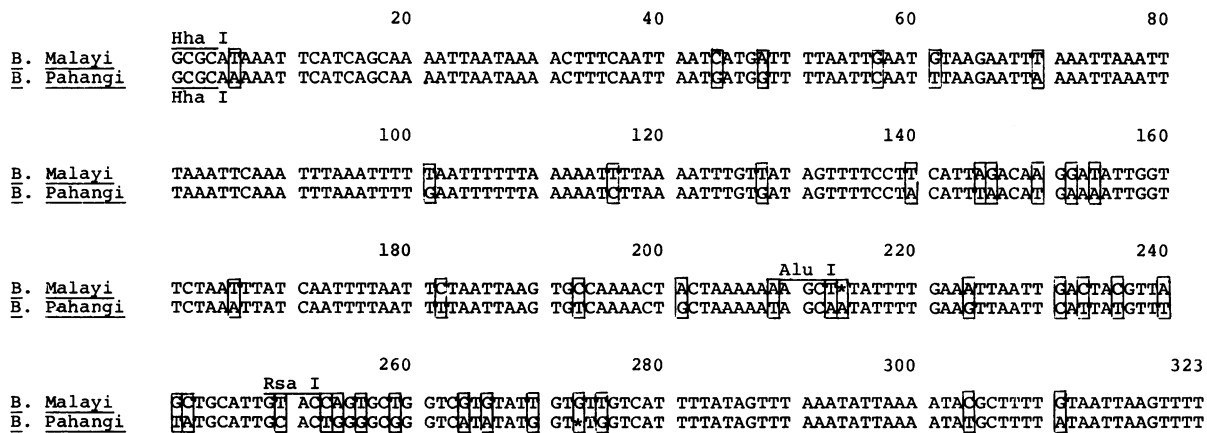 20 40 60 80
Hha I
B. Malayi GCGCATAAAT TCATCAGCAA AATTAATAAA ACTTTCAATT AATCATGATT TTAATTGAAT GTAAGAATTT AAATTAAATT
B. Pahangi GCGCAAAAAT TCATCAGCAA AATTAATAAA ACTTTCAATT AATGATGGTT TTAATTCAAT TTAAGAATTA AAATTAAATT
Hha I
100 120 140 160
B. Malayi TAAATTCAAA TTTAAATTTT TAATTTTTTA AAAATTTTAA AATTTGTTAT AGTTTTCCTT CATTAGACAA GGATATTGGT
B. Pahangi TAAATTCAAA TTTAAATTTT GAATTTTTTA AAAATGTTAA AATTTGTGAT AGTTTTCCTA CATTTAACAT GAAAATTGGT
180 200 220 240
Alu I
B. Malayi TCTAATTTAT CAATTTTAAT TCTAATTAAG TGCCAAAACT ACTAAAAAAA AGCT*TATTTT GAAATTAATT GACTACGTTA
B. Pahangi TCTAAATTAT CAATTTTAAT TTTAATTAAG TGTCAAAACT GCTAAAAATA AGCAATATTTT GAAGTTAATT CATTATGTTT
260 280 300 323
Rsa I
B. Malayi GCTGCATTGT ACCAGTGCTG GTCGTGTATT GTGTTGTCAT TTTATAGTTT AAATATTAAA ATACGCTTTT GTAATTAAGTTTT
B. Pahangi TATGCATTGC ACTGGGGCGG GTCATATATG GT*TGGTCAT TTTATAGTTT AAATATTAAA ATATGCTTTT ATAATTAAGTTTT